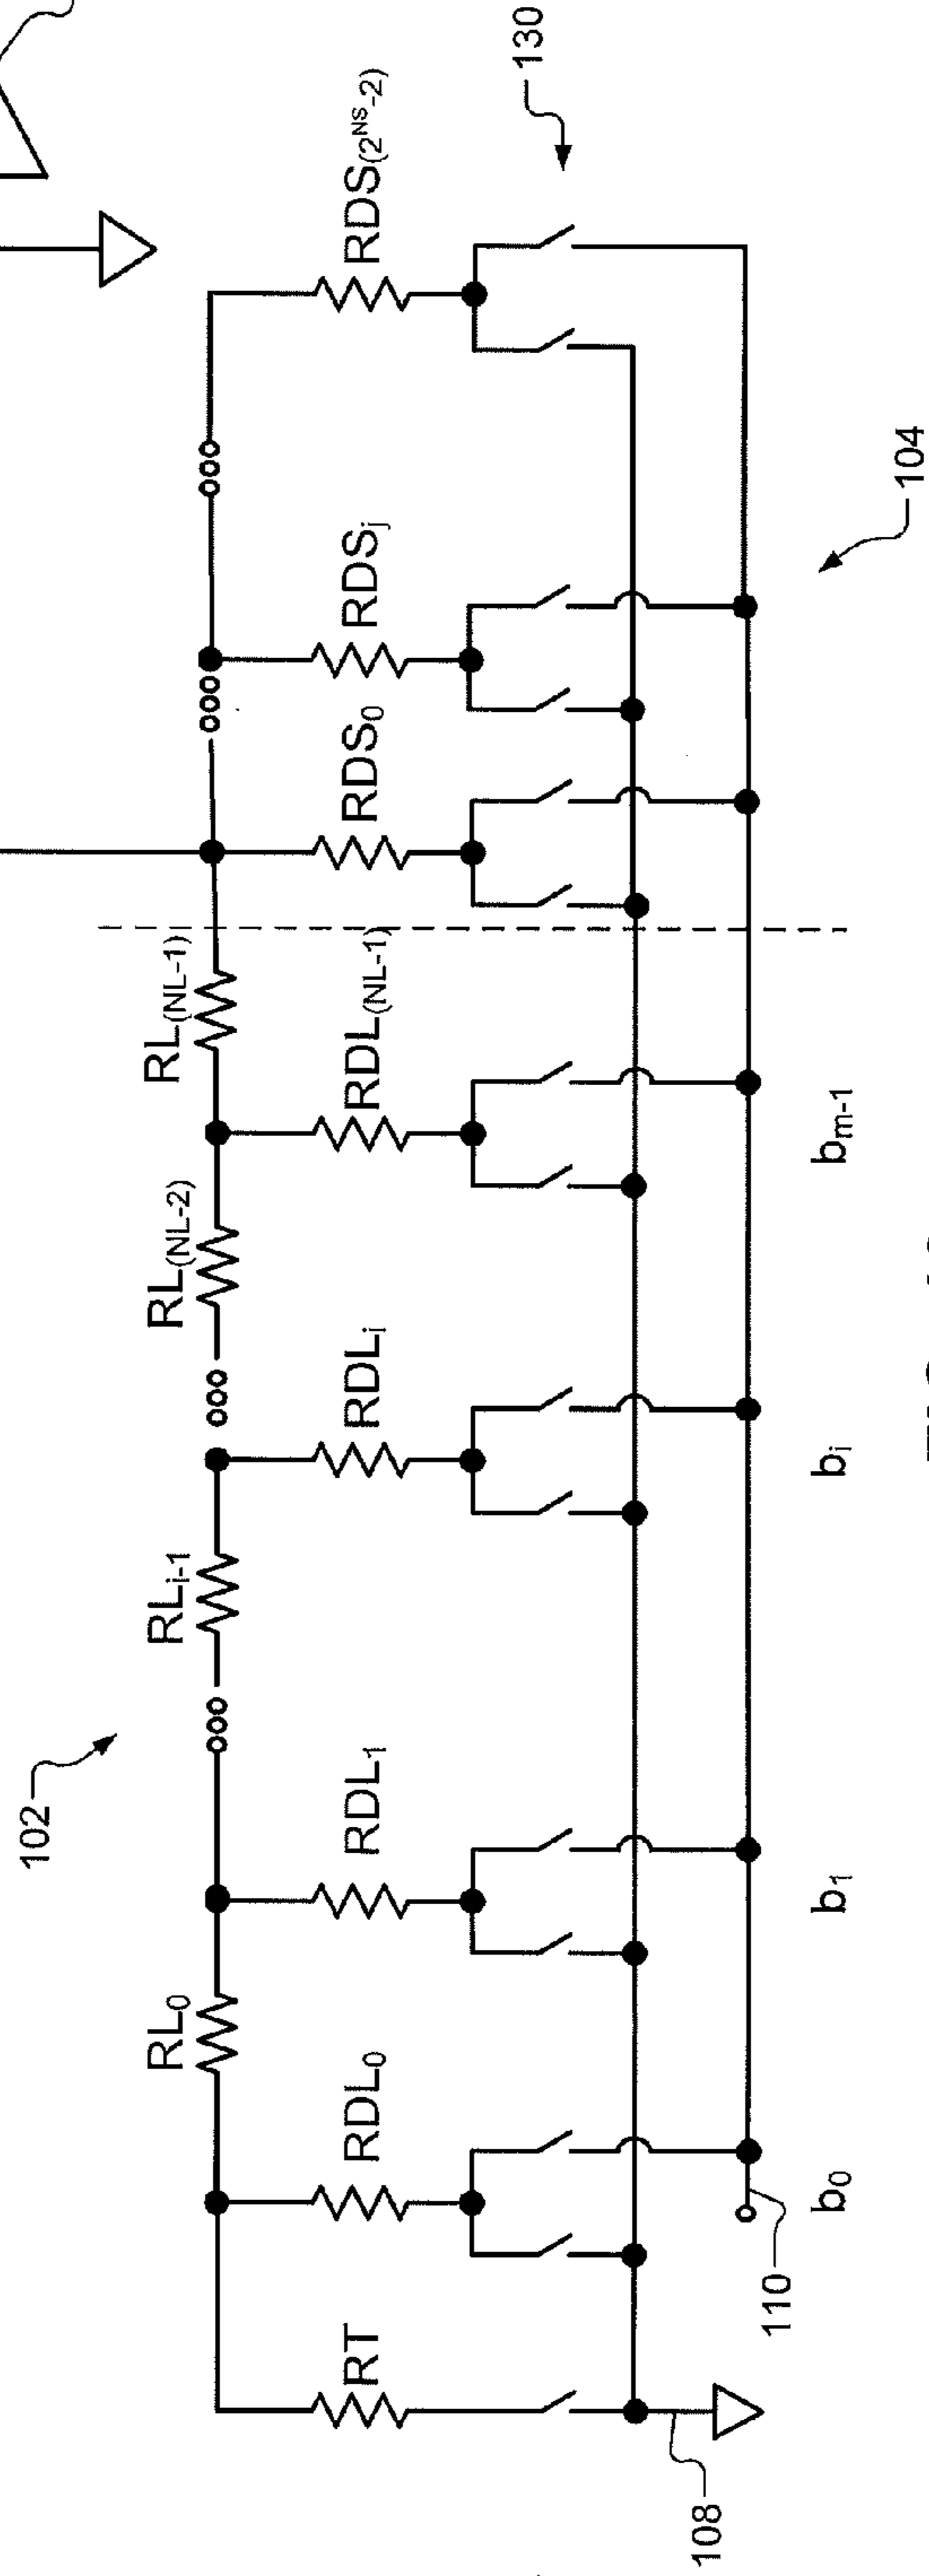 102
RL₀
RLᵢ₋₁
RL₍NL₋₂₎
RL₍NL₋₁₎
RT
RDL₀
RDL₁
RDLᵢ
RDL₍NL₋₁₎
RDS₀
RDSⱼ
RDS(2^NS-2)
130
108
110
b₀
b₁
bᵢ
bₘ₋₁
104